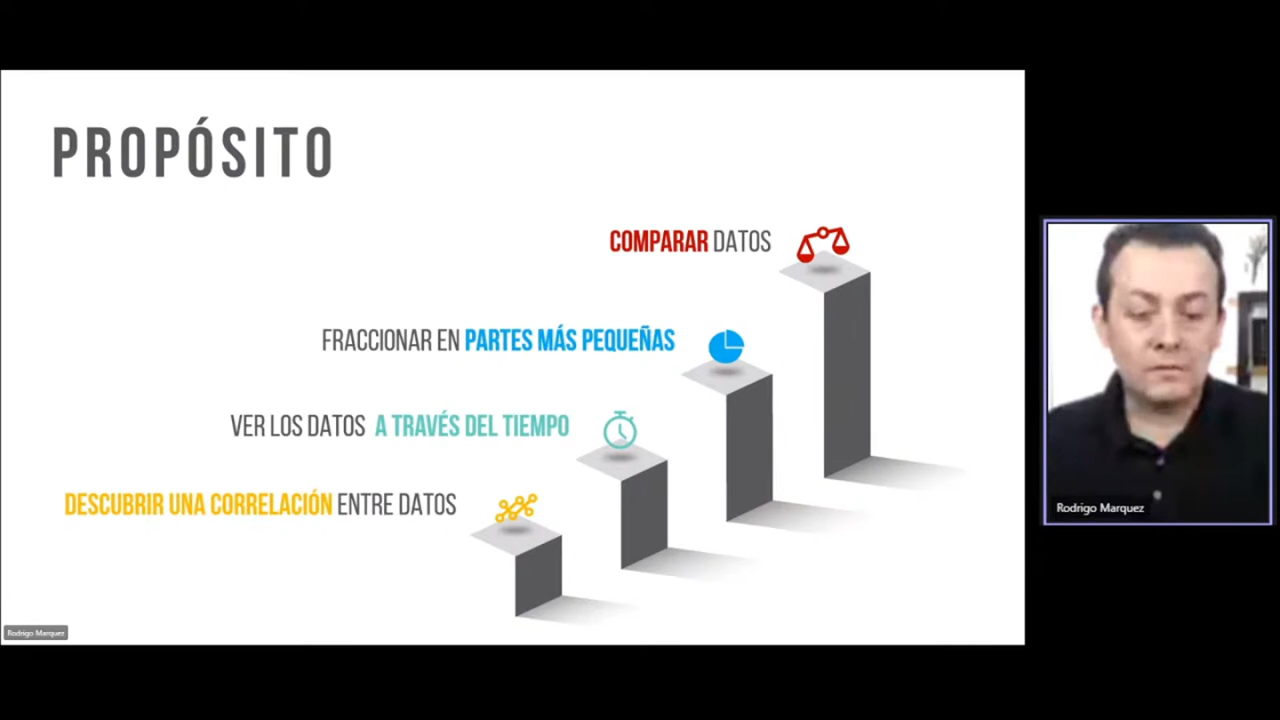 PROPÓSITO
COMPARAR DATOS
FRACCIONAR EN PARTES MÁS PEQUEÑAS
VER LOS DATOS A TRAVÉS DEL TIEMPO
DESCUBRIR UNA CORRELACIÓN ENTRE DATOS
Rodrigo Marquez
Rodrigo Marquez